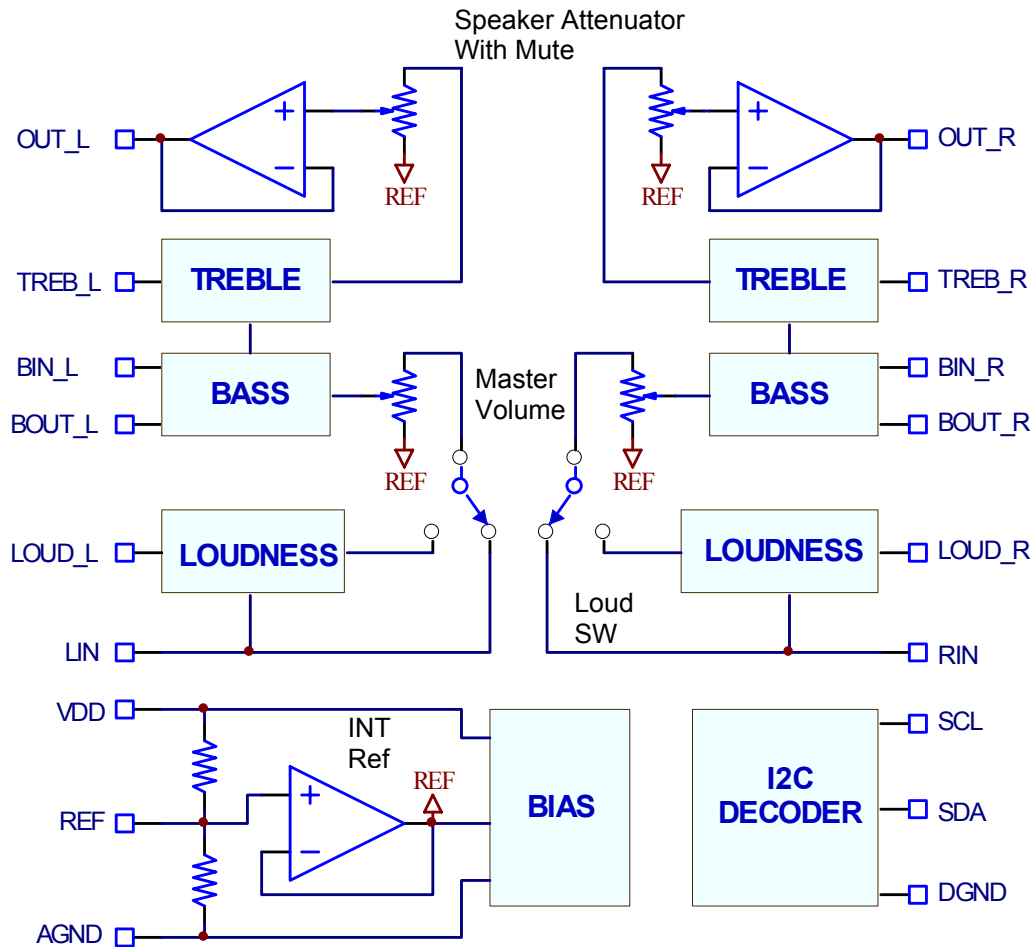 Speaker Attenuator
With Mute
OUT_L
+
−
REF
REF
+
−
OUT_R
TREB_L
TREBLE
TREBLE
TREB_R
BIN_L
BASS
BOUT_L
REF
Master
Volume
REF
BASS
BIN_R
BOUT_R
LOUD_L
LOUDNESS
LOUDNESS
LOUD_R
Loud
SW
LIN
RIN
VDD
INT
Ref
REF
+
−
REF
BIAS
AGND
I2C
DECODER
SCL
SDA
DGND